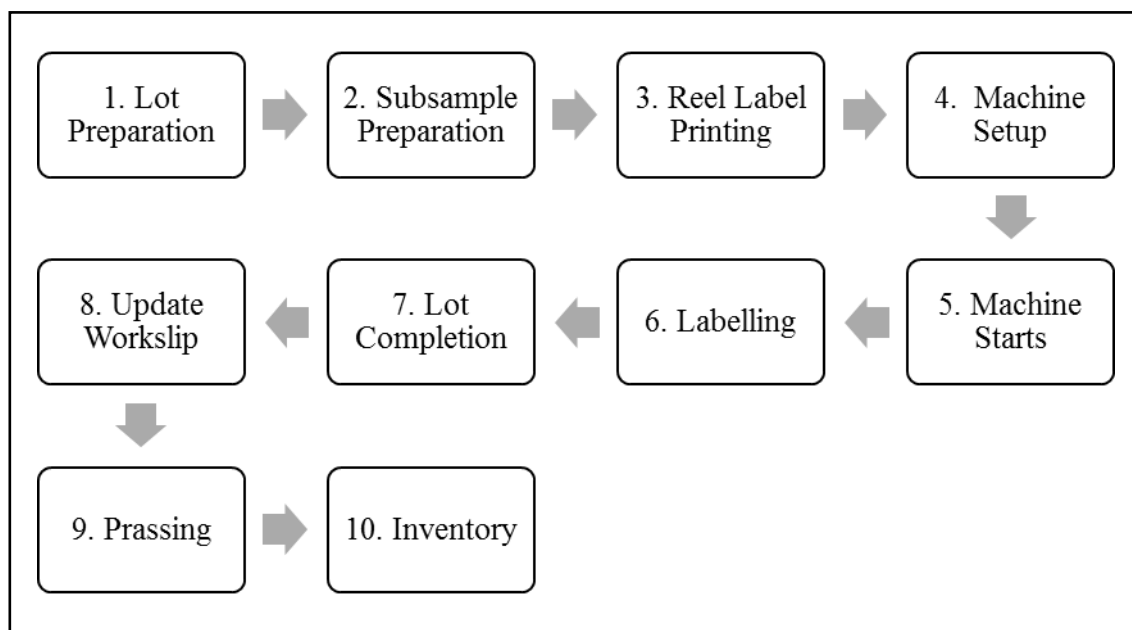 1. Lot
Preparation
2. Subsample
Preparation
3. Reel Label
Printing
4. Machine
Setup
5. Machine
Starts
6. Labelling
7. Lot
Completion
8. Update
Workslip
9. Prassing
10. Inventory